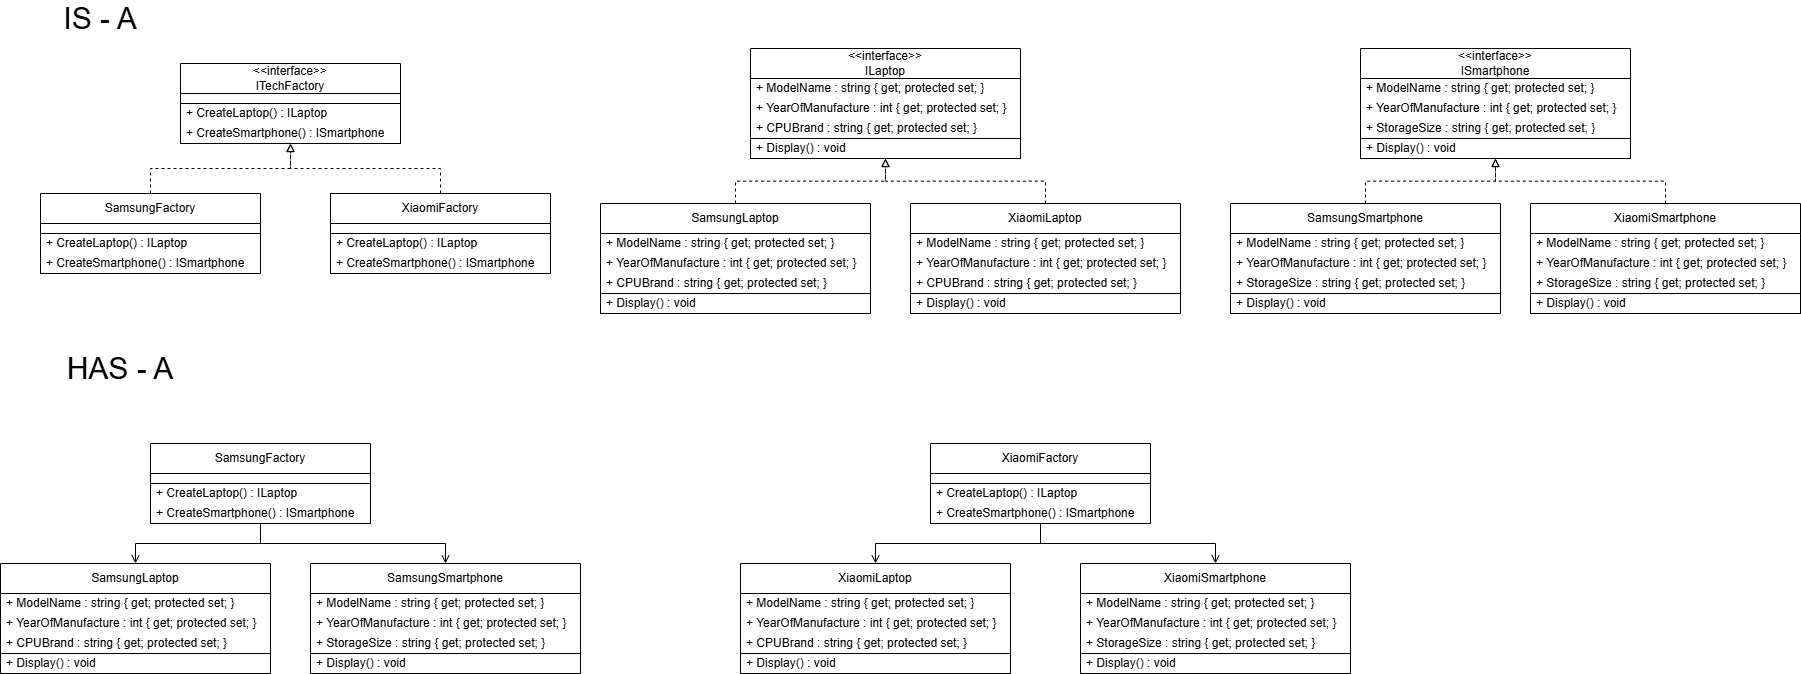 IS - A
<<interface>>
ITechFactory
+ CreateLaptop() : ILaptop
+ CreateSmartphone() : ISmartphone
SamsungFactory
+ CreateLaptop() : ILaptop
+ CreateSmartphone() : ISmartphone
XiaomiFactory
+ CreateLaptop() : ILaptop
+ CreateSmartphone() : ISmartphone
<<interface>>
ILaptop
+ ModelName : string { get; protected set; }
+ YearOfManufacture : int { get; protected set; }
+ CPUBrand : string { get; protected set; }
+ Display() : void
SamsungLaptop
+ ModelName : string { get; protected set; }
+ YearOfManufacture : int { get; protected set; }
+ CPUBrand : string { get; protected set; }
+ Display() : void
XiaomiLaptop
+ ModelName : string { get; protected set; }
+ YearOfManufacture : int { get; protected set; }
+ CPUBrand : string { get; protected set; }
+ Display() : void
<<interface>>
ISmartphone
+ ModelName : string { get; protected set; }
+ YearOfManufacture : int { get; protected set; }
+ StorageSize : string { get; protected set; }
+ Display() : void
SamsungSmartphone
+ ModelName : string { get; protected set; }
+ YearOfManufacture : int { get; protected set; }
+ StorageSize : string { get; protected set; }
+ Display() : void
XiaomiSmartphone
+ ModelName : string { get; protected set; }
+ YearOfManufacture : int { get; protected set; }
+ StorageSize : string { get; protected set; }
+ Display() : void
HAS - A
SamsungFactory
+ CreateLaptop() : ILaptop
+ CreateSmartphone() : ISmartphone
SamsungLaptop
+ ModelName : string { get; protected set; }
+ YearOfManufacture : int { get; protected set; }
+ CPUBrand : string { get; protected set; }
+ Display() : void
SamsungSmartphone
+ ModelName : string { get; protected set; }
+ YearOfManufacture : int { get; protected set; }
+ StorageSize : string { get; protected set; }
+ Display() : void
XiaomiFactory
+ CreateLaptop() : ILaptop
+ CreateSmartphone() : ISmartphone
XiaomiLaptop
+ ModelName : string { get; protected set; }
+ YearOfManufacture : int { get; protected set; }
+ CPUBrand : string { get; protected set; }
+ Display() : void
XiaomiSmartphone
+ ModelName : string { get; protected set; }
+ YearOfManufacture : int { get; protected set; }
+ StorageSize : string { get; protected set; }
+ Display() : void